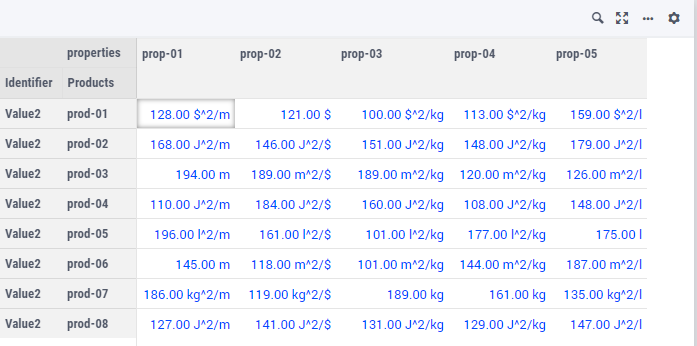 properties prop-01 prop-02 prop-03 prop-04 prop-05
Identifier Products
Value2 prod-01 128.00 $^2/m 121.00 $ 100.00 $^2/kg 113.00 $^2/kg 159.00 $^2/l
Value2 prod-02 168.00 J^2/m 146.00 J^2/$ 151.00 J^2/kg 148.00 J^2/kg 179.00 J^2/l
Value2 prod-03 194.00 m 189.00 m^2/$ 189.00 m^2/kg 120.00 m^2/kg 126.00 m^2/l
Value2 prod-04 110.00 J^2/m 184.00 J^2/$ 160.00 J^2/kg 108.00 J^2/kg 148.00 J^2/l
Value2 prod-05 196.00 l^2/m 161.00 l^2/$ 101.00 l^2/kg 177.00 l^2/kg 175.00 l
Value2 prod-06 145.00 m 118.00 m^2/$ 101.00 m^2/kg 144.00 m^2/kg 187.00 m^2/l
Value2 prod-07 186.00 kg^2/m 119.00 kg^2/$ 189.00 kg 161.00 kg 135.00 kg^2/l
Value2 prod-08 127.00 J^2/m 141.00 J^2/$ 131.00 J^2/kg 129.00 J^2/kg 147.00 J^2/l